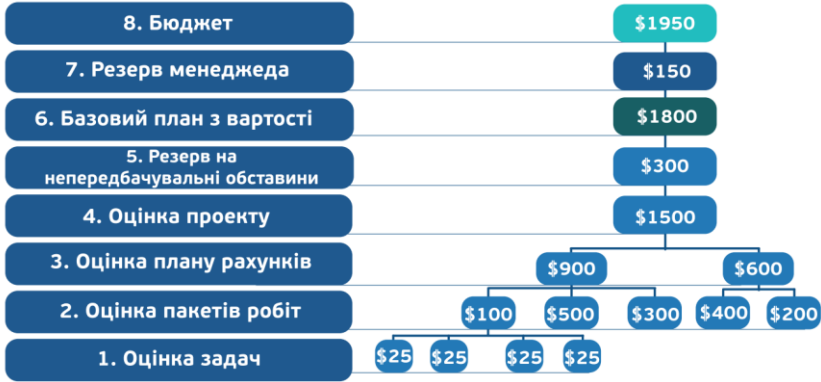 8. Бюджет
$1950
7. Резерв менеджеда
$150
6. Базовий план з вартості
$1800
5. Резерв на
непередбачувальні обставини
$300
4. Оцінка проекту
$1500
3. Оцінка плану рахунків
$900 $600
2. Оцінка пакетів робіт
$100 $500 $300 $400 $200
1. Оцінка задач
$25 $25 $25 $25